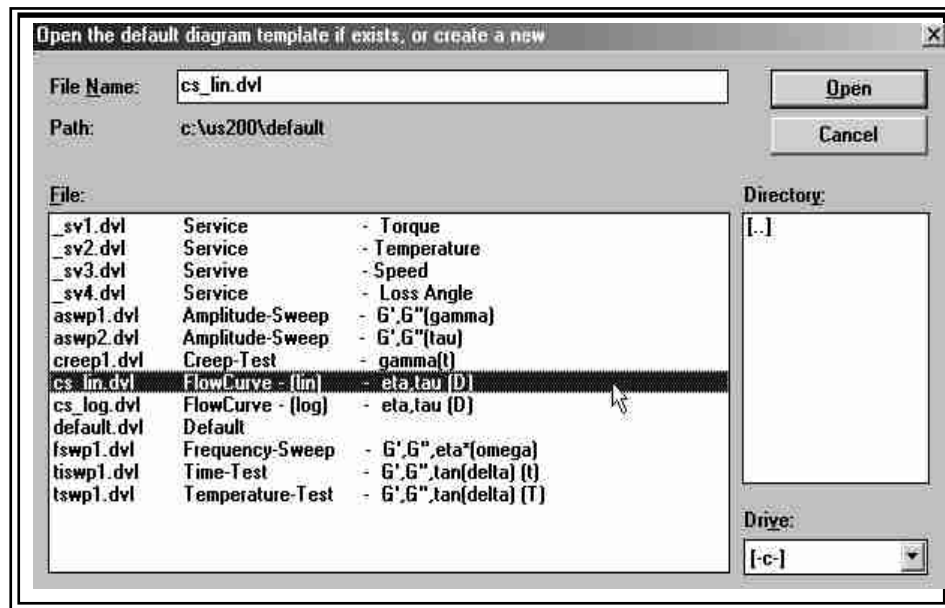 Open the default diagram template if exists, or create a new
File Name: cs_lin.dvl Open
Path: c:\us200\default Cancel
File: Directory:
_sv1.dvl Service - Torque [..]
_sv2.dvl Service - Temperature
_sv3.dvl Servive - Speed
_sv4.dvl Service - Loss Angle
aswp1.dvl Amplitude-Sweep - G',G"(gamma)
aswp2.dvl Amplitude-Sweep - G',G"(tau)
creep1.dvl Creep-Test - gamma(t)
cs_lin.dvl FlowCurve - (lin) - eta,tau (D)
cs_log.dvl FlowCurve - (log) - eta,tau (D)
default.dvl Default
fswp1.dvl Frequency-Sweep - G',G",eta*(omega)
tiswp1.dvl Time-Test - G',G",tan(delta) (t)
tswp1.dvl Temperature-Test - G',G",tan(delta) (T)
Drive:
[-c-]